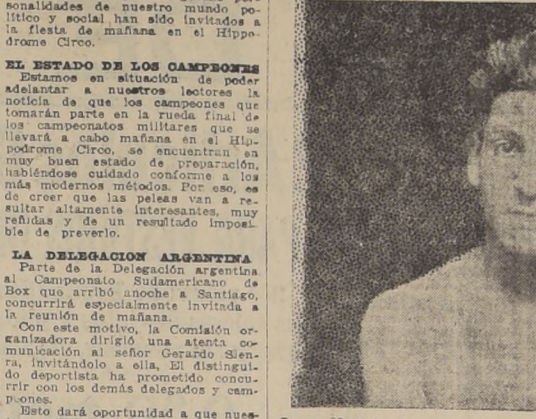 sonalidades de nuestro mundo po-
lítico y social han sido invitados a
la fiesta de mañana en el Hippo-
drome Circo.
EL ESTADO DE LOS CAMPEONES
Estamos en situación de poder
adelantar a nuestros lectores la
noticia de que los campeones que
tomarán parte en la rueda final de
los campeonatos militares que se
llevará a cabo mañana en el Hip-
podrome Circo, se encuentran en
muy buen estado de preparación,
habiéndose cuidado conforme a los
más modernos métodos. Por eso, es
de creer que las peleas van a re-
sultar altamente interesantes, muy
reñidas y de un resultado imposi-
ble de preverlo.
LA DELEGACION ARGENTINA
Parte de la Delegación argentina
al Campeonato Sudamericano de
Box que arribó anoche a Santiago,
concurrirá especialmente invitada a
la reunión de mañana.
Con este motivo, la Comisión or-
ganizadora dirigió una atenta co-
municación al señor Gerardo Sien-
ra, invitándolo a ella, El distingui-
do deportista ha prometido concu-
rrir con los demás delegados y cam-
peones.
Esto dará oportunidad a que nues-